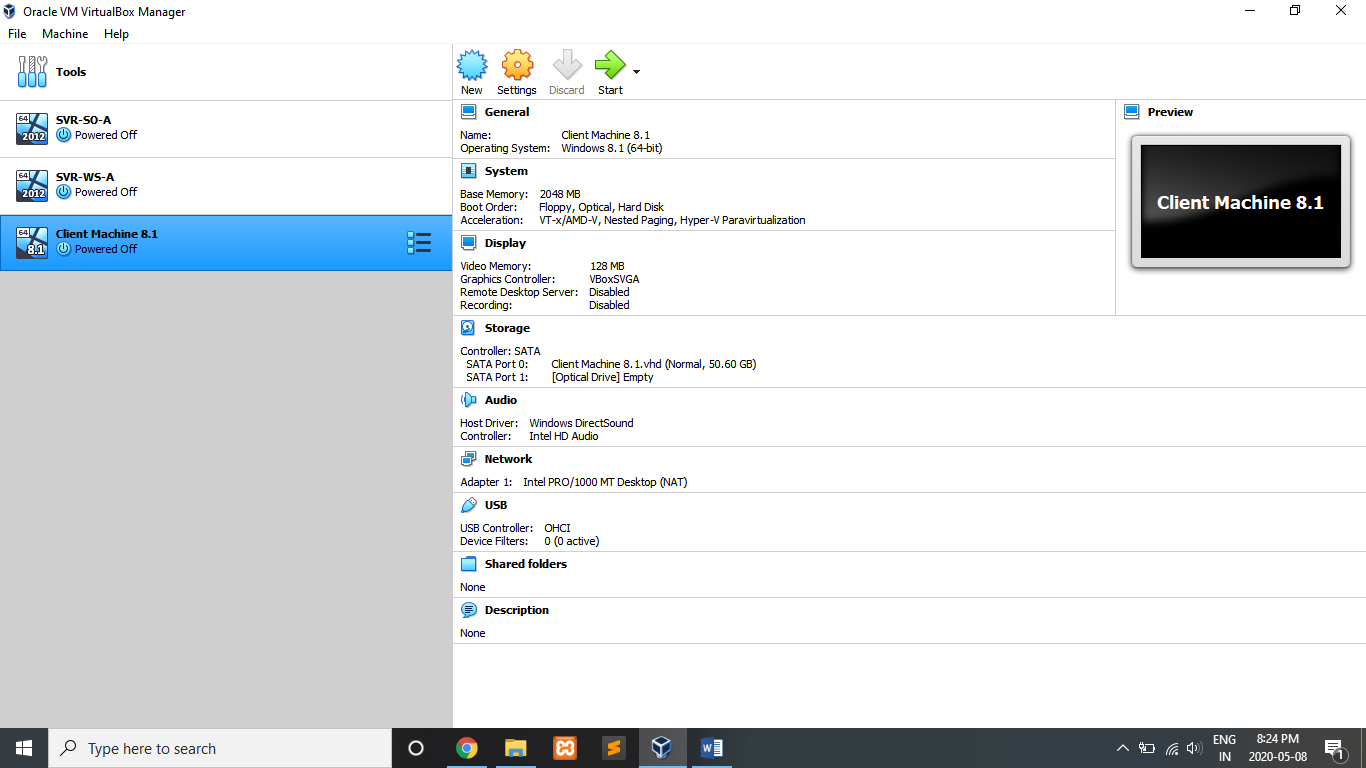 Oracle VM VirtualBox Manager
File Machine Help
Tools
64 2012 SVR-SO-A
Powered Off
64 2012 SVR-WS-A
Powered Off
64 8.1 Client Machine 8.1
Powered Off
New Settings Discard Start
General
Name: Client Machine 8.1
Operating System: Windows 8.1 (64-bit)
System
Base Memory: 2048 MB
Boot Order: Floppy, Optical, Hard Disk
Acceleration: VT-x/AMD-V, Nested Paging, Hyper-V Paravirtualization
Display
Video Memory: 128 MB
Graphics Controller: VBoxSVGA
Remote Desktop Server: Disabled
Recording: Disabled
Storage
Controller: SATA
SATA Port 0: Client Machine 8.1.vhd (Normal, 50.60 GB)
SATA Port 1: [Optical Drive] Empty
Audio
Host Driver: Windows DirectSound
Controller: Intel HD Audio
Network
Adapter 1: Intel PRO/1000 MT Desktop (NAT)
USB
USB Controller: OHCI
Device Filters: 0 (0 active)
Shared folders
None
Description
None
Preview
Client Machine 8.1
Type here to search
ENG
IN
8:24 PM
2020-05-08
1